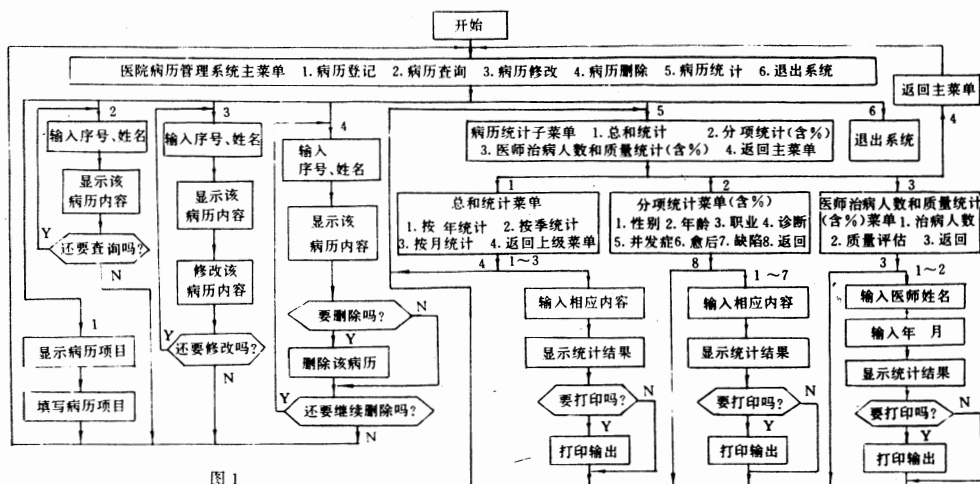 开始
医院病历管理系统主菜单 1.病历登记 2.病历查询 3.病历修改 4.病历删除 5.病历统计 6.退出系统
返回主菜单
4
2
输入序号、姓名
显示该
病历内容
Y
还要查询吗?
N
1
显示病历项目
填写病历项目
3
输入序号、姓名
显示该
病历内容
修改该
病历内容
Y
还要修改吗?
N
4
输入
序号、姓名
显示该
病历内容
要删除吗?
N
Y
删除该病历
Y
还要继续删除吗?
N
5
病历统计子菜单 1.总和统计 2.分项统计(含%)
3.医师治病人数和质量统计(含%) 4.返回主菜单
6
退出系统
1
总和统计菜单
1.按 年统计 2.按季统计
3.按月统计 4.返回上级菜单
4
1~3
输入相应内容
显示统计结果
要打印吗?
N
Y
打印输出
2
分项统计菜单(含%)
1.性别 2.年龄 3.职业 4.诊断
5.并发症6.愈后7.缺陷8.返回
8
1~7
输入相应内容
显示统计结果
要打印吗?
N
Y
打印输出
3
医师治病人数和质量统计
(含%)菜单 1.治病人数
2.质量评估 3.返回
3
1~2
输入医师姓名
输入年 月
显示统计结果
要打印吗?
N
Y
打印输出
图1